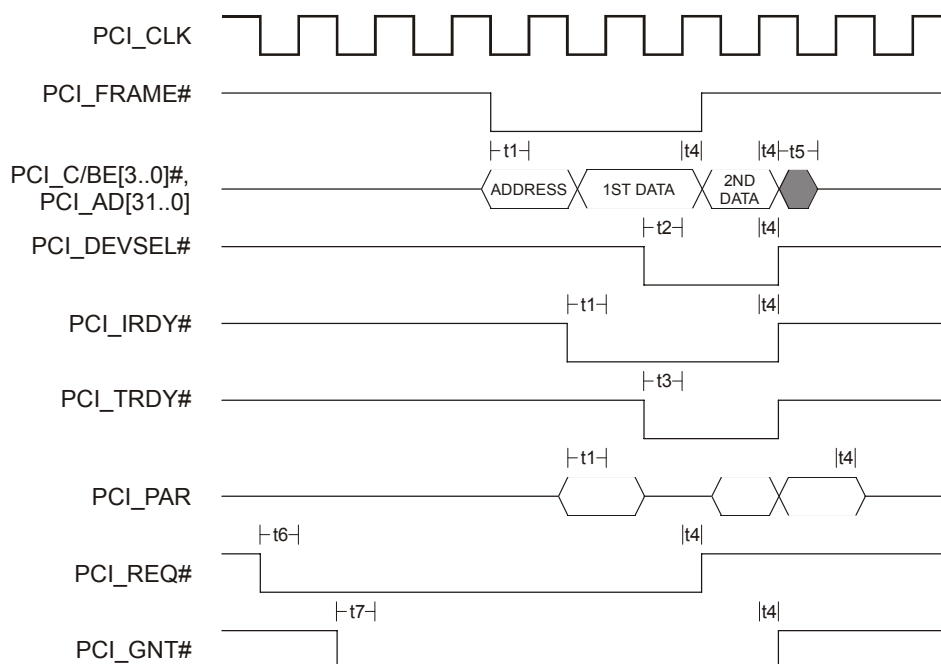 PCI_CLK
PCI_FRAME#
t1 t4 t4 t5
PCI_C/BE[3..0]#,
PCI_AD[31..0]
ADDRESS 1ST DATA 2ND
DATA
t2 t4
PCI_DEVSEL#
t1 t4
PCI_IRDY#
t3
PCI_TRDY#
t1 t4
PCI_PAR
t6 t4
PCI_REQ#
t7 t4
PCI_GNT#